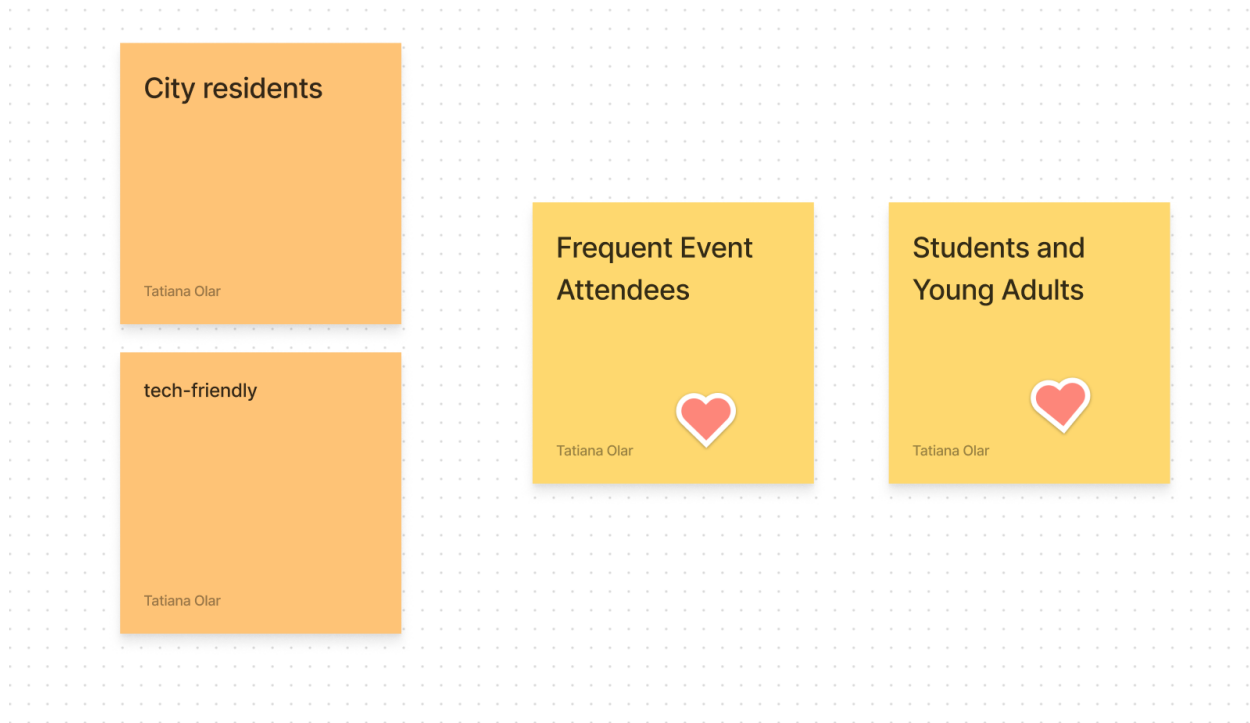 City residents
Tatiana Olar
tech-friendly
Tatiana Olar
Frequent Event
Attendees
Tatiana Olar
Students and
Young Adults
Tatiana Olar